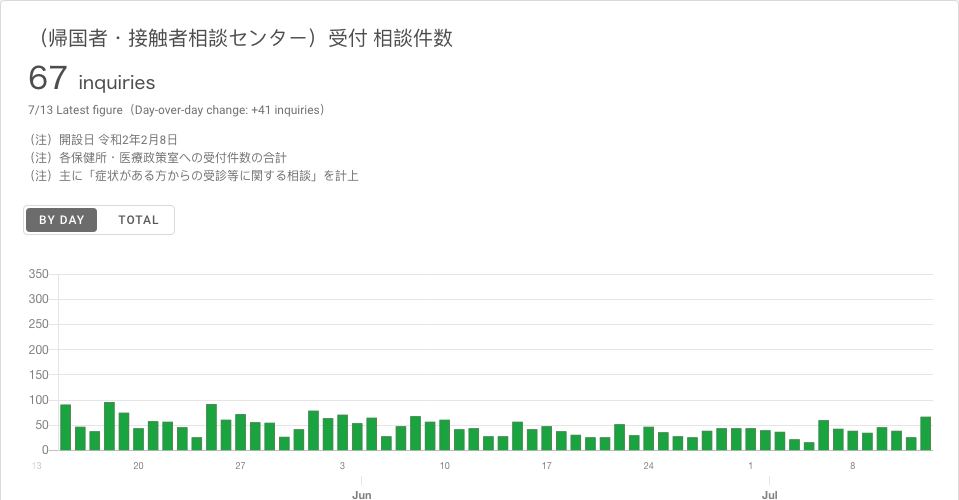 （帰国者・接触者相談センター）受付 相談件数
67 inquiries
7/13 Latest figure（Day-over-day change: +41 inquiries）
（注）開設日 令和2年2月8日
（注）各保健所・医療政策室への受付件数の合計
（注）主に「症状がある方からの受診等に関する相談」を計上
BY DAY TOTAL
350
300
250
200
150
100
50
0
13 20 27 3 10 17 24 1 8
Jun Jul